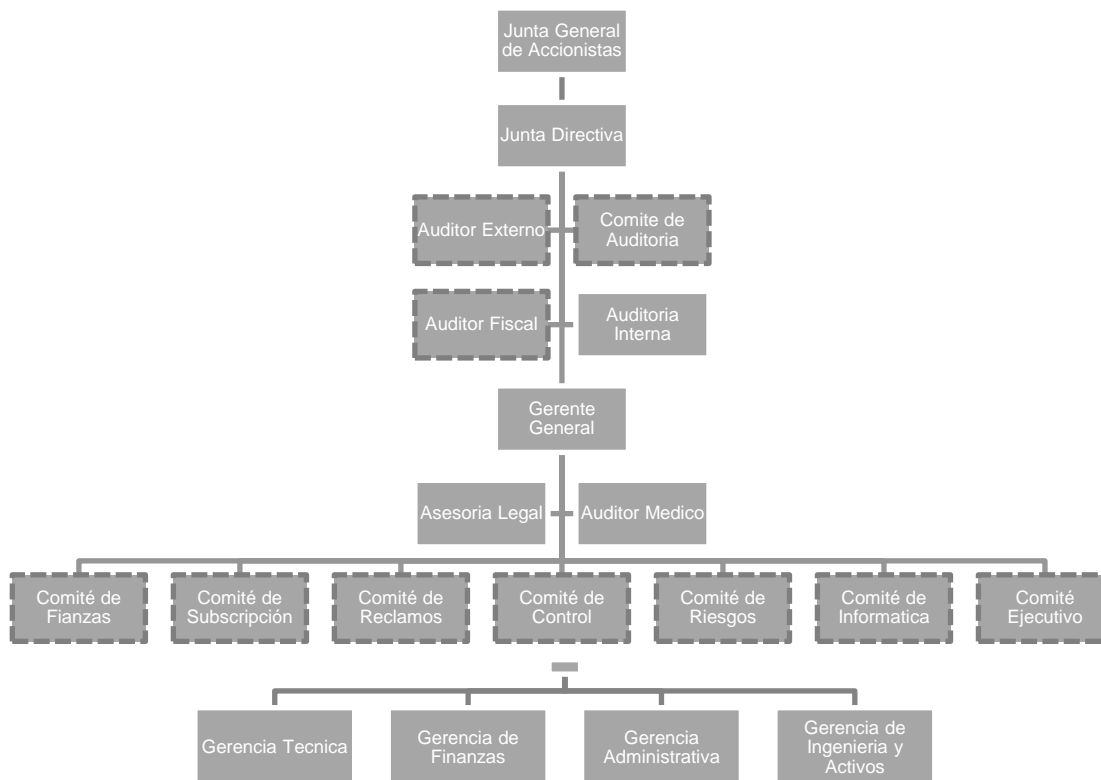 Junta General
de Accionistas
Junta Directiva
Auditor Externo
Comite de
Auditoria
Auditor Fiscal
Auditoria
Interna
Gerente
General
Asesoria Legal
Auditor Medico
Comité de
Fianzas
Comité de
Subscripción
Comité de
Reclamos
Comité de
Control
Comité de
Riesgos
Comité de
Informatica
Comité
Ejecutivo
Gerencia Tecnica
Gerencia de
Finanzas
Gerencia
Administrativa
Gerencia de
Ingenieria y
Activos